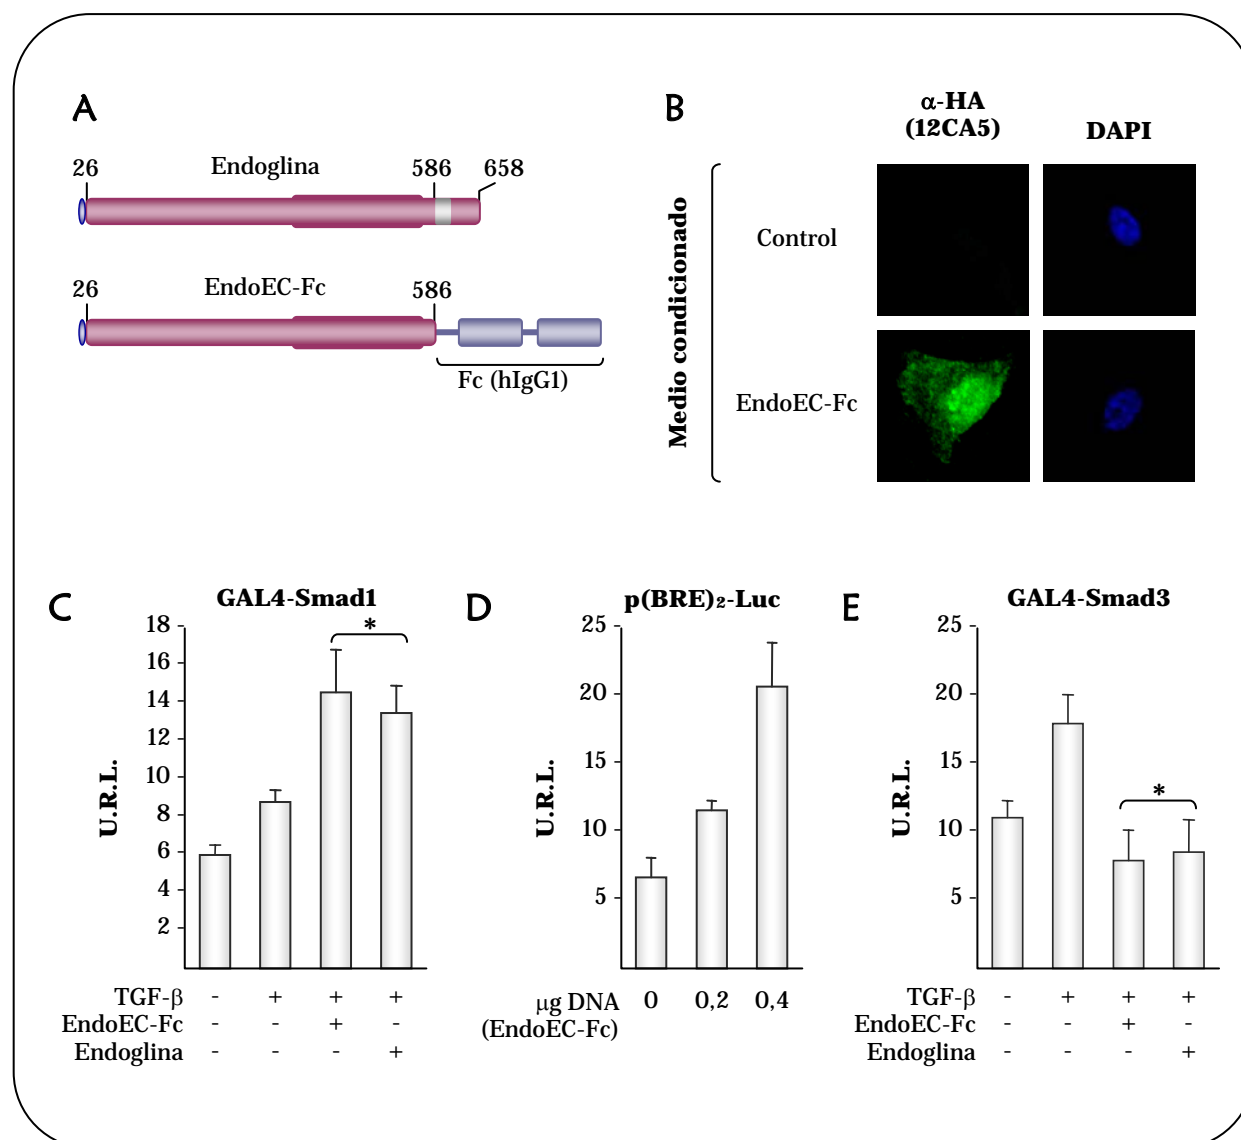 A
26 Endoglina 586 658
26 EndoEC-Fc 586
Fc (hIgG1)
B
α-HA
(12CA5)
DAPI
Medio condicionado
Control
EndoEC-Fc
C
GAL4-Smad1
U.R.L.
18
16
14
12
10
8
6
4
2
*
TGF-β - + + +
EndoEC-Fc - - + -
Endoglina - - - +
D
p(BRE)₂-Luc
U.R.L.
25
20
15
10
5
μg DNA 0 0,2 0,4
(EndoEC-Fc)
E
GAL4-Smad3
U.R.L.
25
20
15
10
5
*
TGF-β - + + +
EndoEC-Fc - - + -
Endoglina - - - +